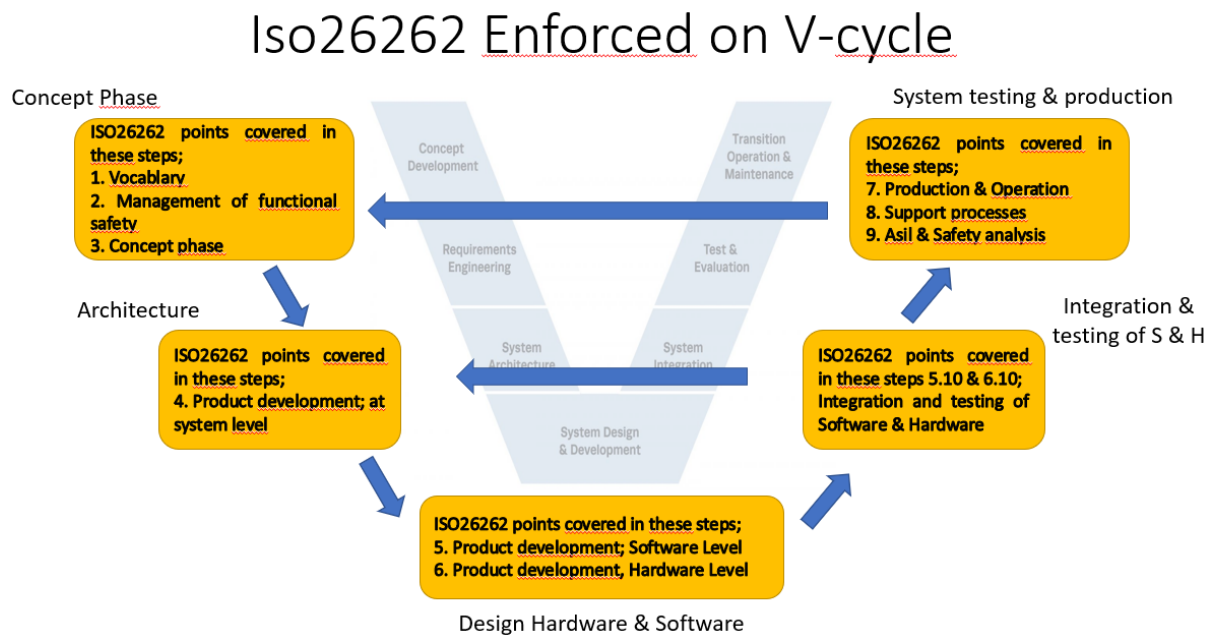 Iso26262 Enforced on V-cycle
Concept Phase
ISO26262 points covered in
these steps;
1. Vocablary
2. Management of functional
safety
3. Concept phase
Architecture
ISO26262 points covered
in these steps;
4. Product development; at
system level
ISO26262 points covered in these steps;
5. Product development; Software Level
6. Product development, Hardware Level
Design Hardware & Software
Concept
Development
Requirements
Engineering
System
Architecture
System Design
& Development
System
Integration
Test &
Evaluation
Transition
Operation &
Maintenance
System testing & production
ISO26262 points covered in
these steps;
7. Production & Operation
8. Support processes
9. Asil & Safety analysis
Integration &
testing of S & H
ISO26262 points covered
in these steps 5.10 & 6.10;
Integration and testing of
Software & Hardware